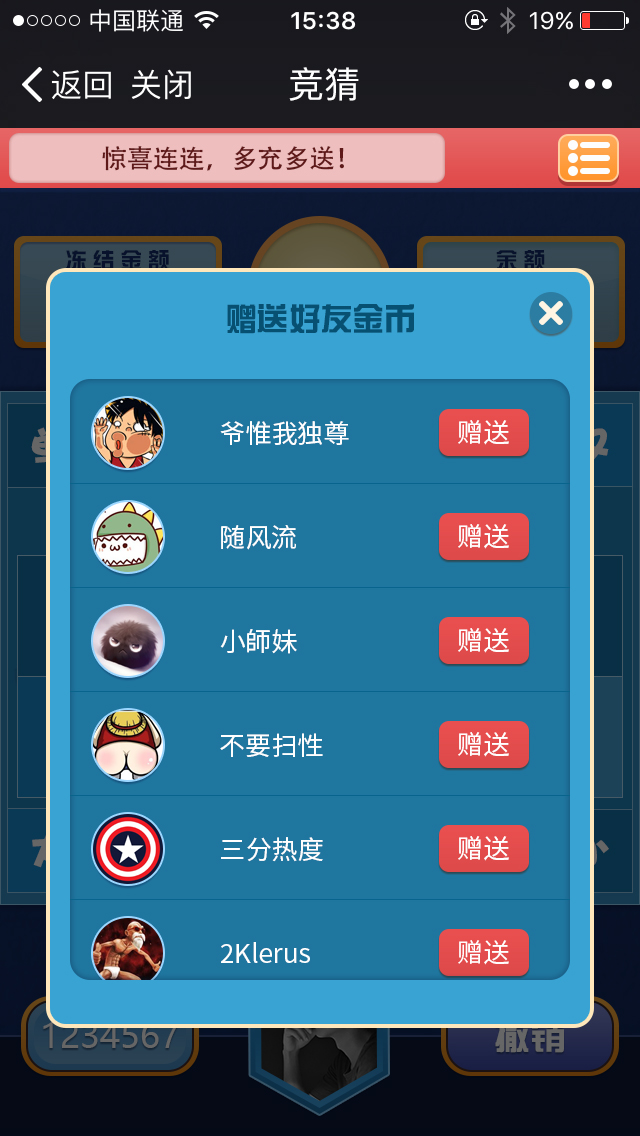 中国联通 15:38 19%
返回 关闭 竞猜
惊喜连连，多充多送！
冻结金额 余额
赠送好友金币
爷惟我独尊 赠送
随风流 赠送
小師妹 赠送
不要扫性 赠送
三分热度 赠送
2Klerus 赠送
1234567 撤销